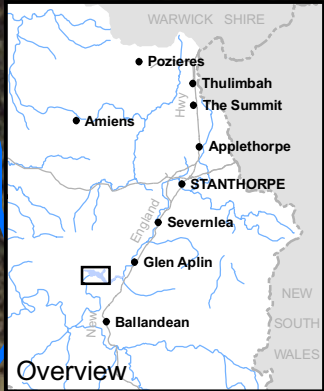 WARWICK SHIRE
Pozieres
Thulimbah
Hwy
The Summit
Amiens
Applethorpe
STANTHORPE
England
Severnlea
Glen Aplin
NEW
SOUTH
WALES
New
Ballandean
Overview